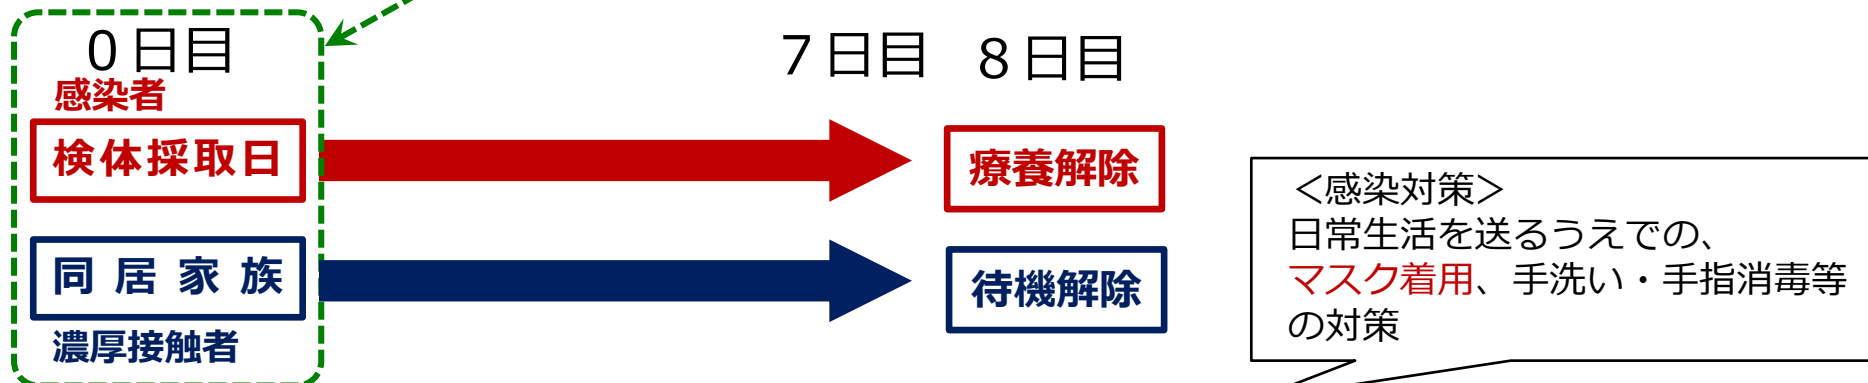 0日目
7日目 8日目
感染者
検体採取日
療養解除
同居家族
待機解除
濃厚接触者
＜感染対策＞
日常生活を送るうえでの、
マスク着用、手洗い・手指消毒等
の対策